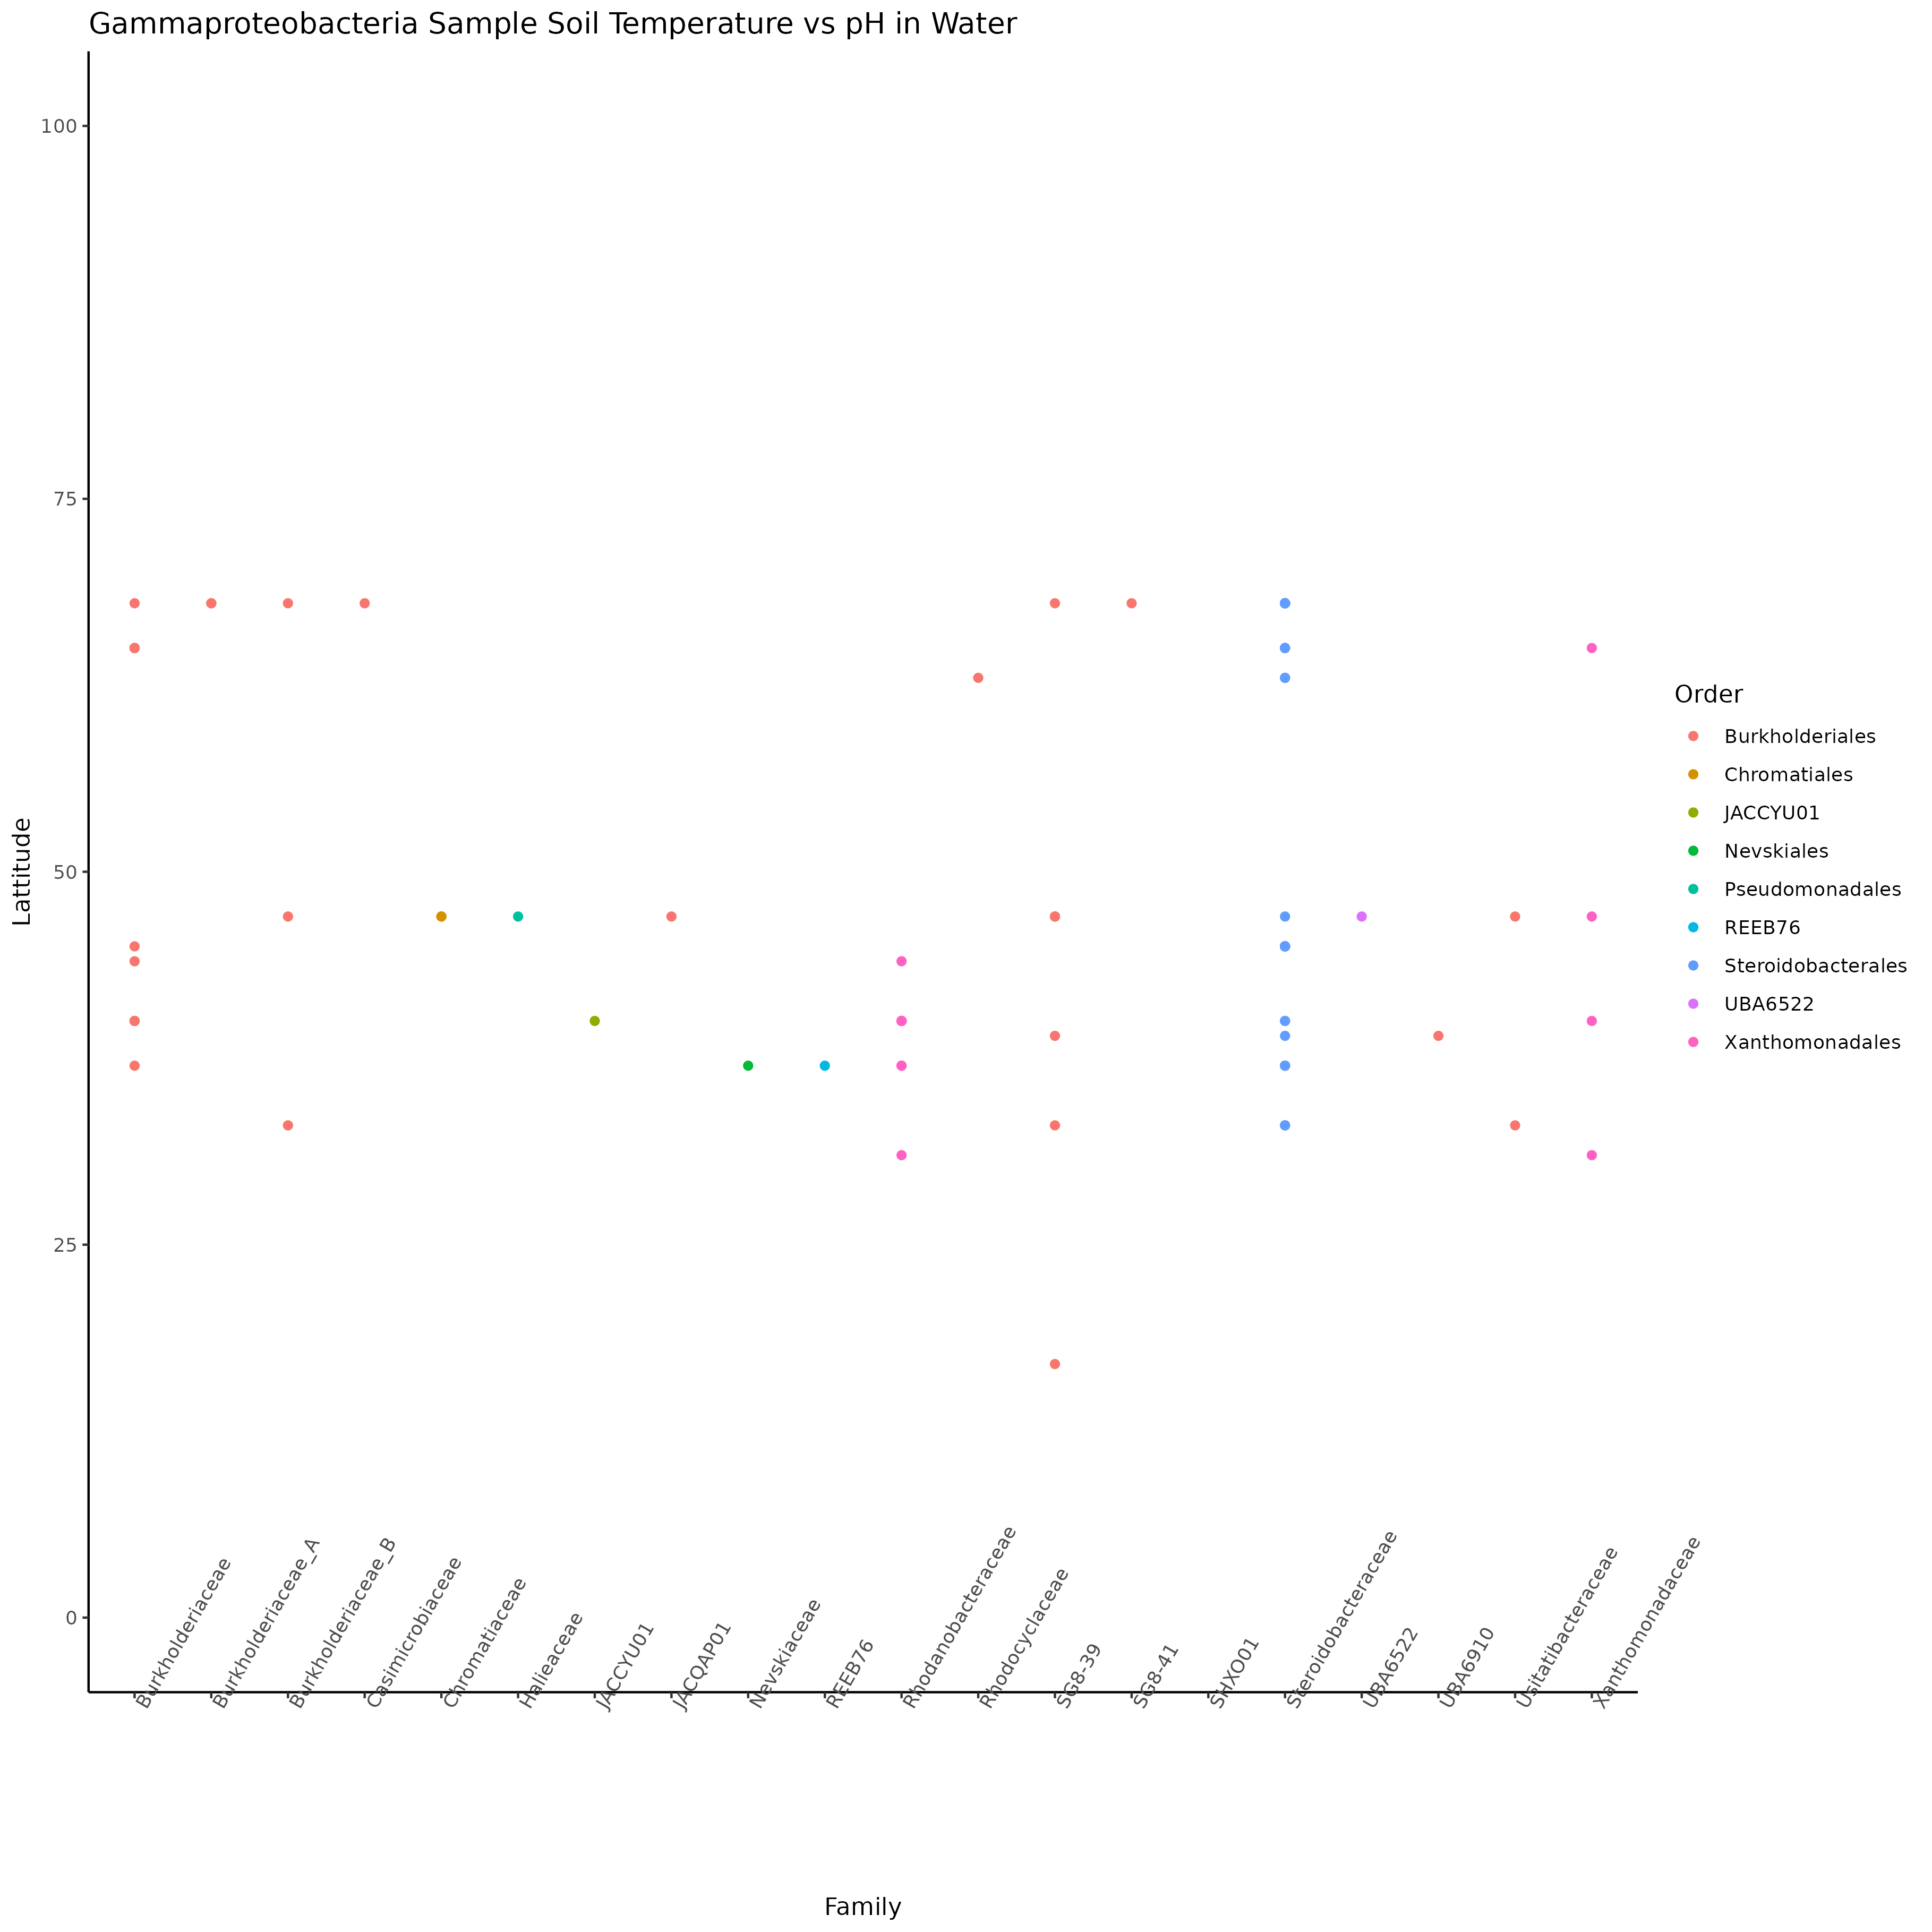 Gammaproteobacteria Sample Soil Temperature vs pH in Water
100
75
50
25
0
Lattitude
Burkholderiaceae
Burkholderiaceae_A
Burkholderiaceae_B
Casimicrobiaceae
Chromatiaceae
Halieaceae
JACCYU01
JACQAP01
Nevskiaceae
REEB76
Rhodanobacteraceae
Rhodocyclaceae
SG8-39
SG8-41
SHXO01
Steroidobacteraceae
UBA6522
UBA6910
Usitatibacteraceae
Xanthomonadaceae
Family
Order
Burkholderiales
Chromatiales
JACCYU01
Nevskiales
Pseudomonadales
REEB76
Steroidobacterales
UBA6522
Xanthomonadales